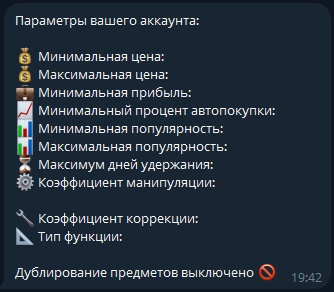 Параметры вашего аккаунта:
💰 Минимальная цена:
💰 Максимальная цена:
💼 Минимальная прибыль:
📈 Минимальный процент автопокупки:
📊 Минимальная популярность:
📊 Максимальная популярность:
⏳ Максимум дней удержания:
⚙️ Коэффициент манипуляции:
🔧 Коэффициент коррекции:
📐 Тип функции:
Дублирование предметов выключено 🚫
19:42